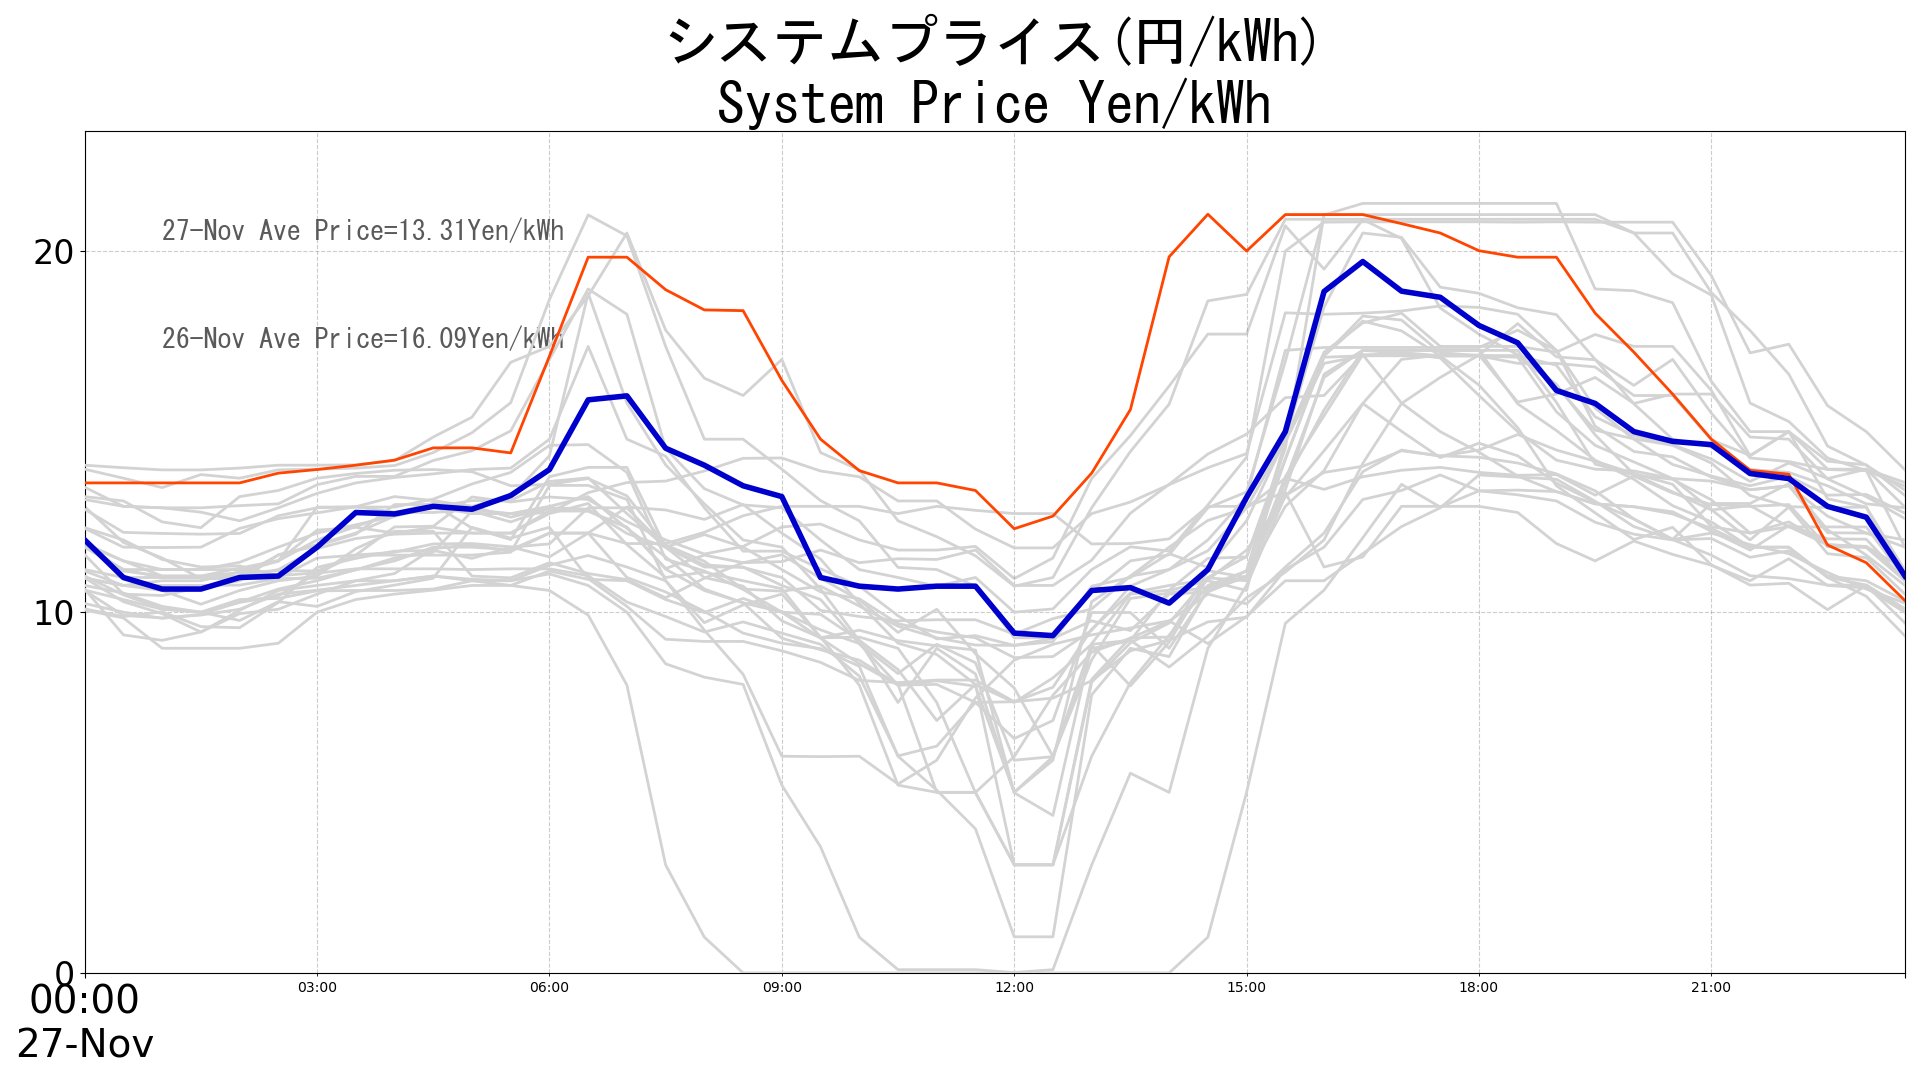 システムプライス(円/kWh)
System Price Yen/kWh
27-Nov Ave Price=13.31Yen/kWh
26-Nov Ave Price=16.09Yen/kWh
20
10
0
00:00
03:00
06:00
09:00
12:00
15:00
18:00
21:00
27-Nov